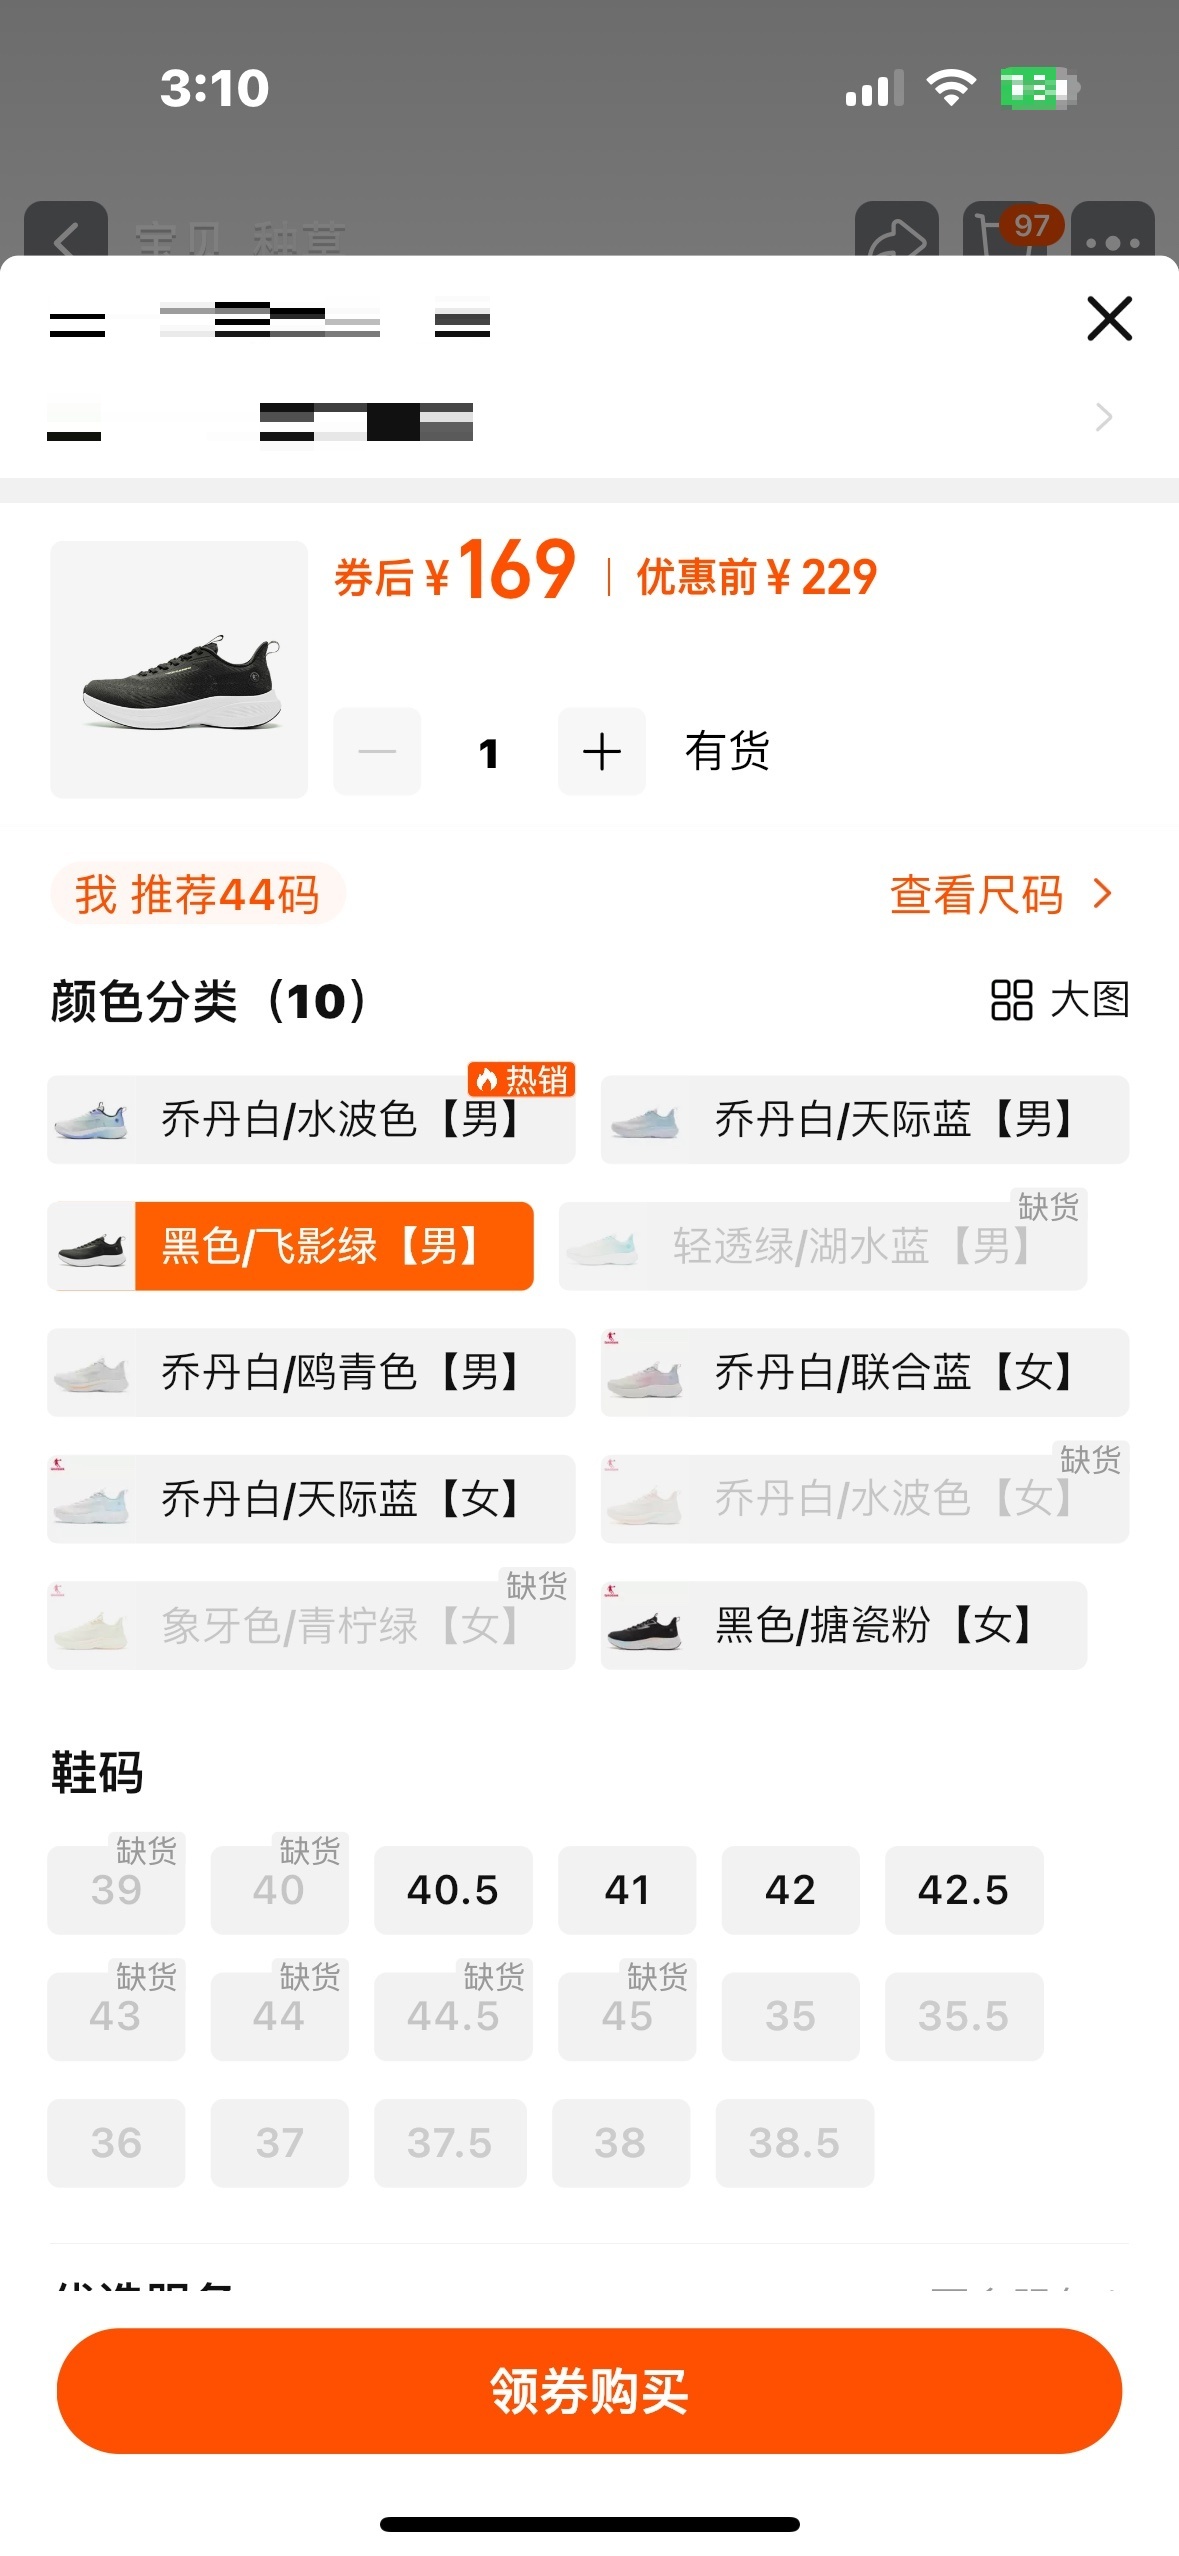 3:10
宝贝 种草
97
券后 ¥169 | 优惠前 ¥ 229
1 有货
我 推荐44码
查看尺码
颜色分类（10）
大图
热销
乔丹白/水波色【男】
乔丹白/天际蓝【男】
黑色/飞影绿【男】
缺货
轻透绿/湖水蓝【男】
乔丹白/鸥青色【男】
乔丹白/联合蓝【女】
乔丹白/天际蓝【女】
缺货
乔丹白/水波色【女】
缺货
象牙色/青柠绿【女】
黑色/搪瓷粉【女】
鞋码
缺货 缺货
39 40 40.5 41 42 42.5
缺货 缺货 缺货 缺货
43 44 44.5 45 35 35.5
36 37 37.5 38 38.5
领券购买